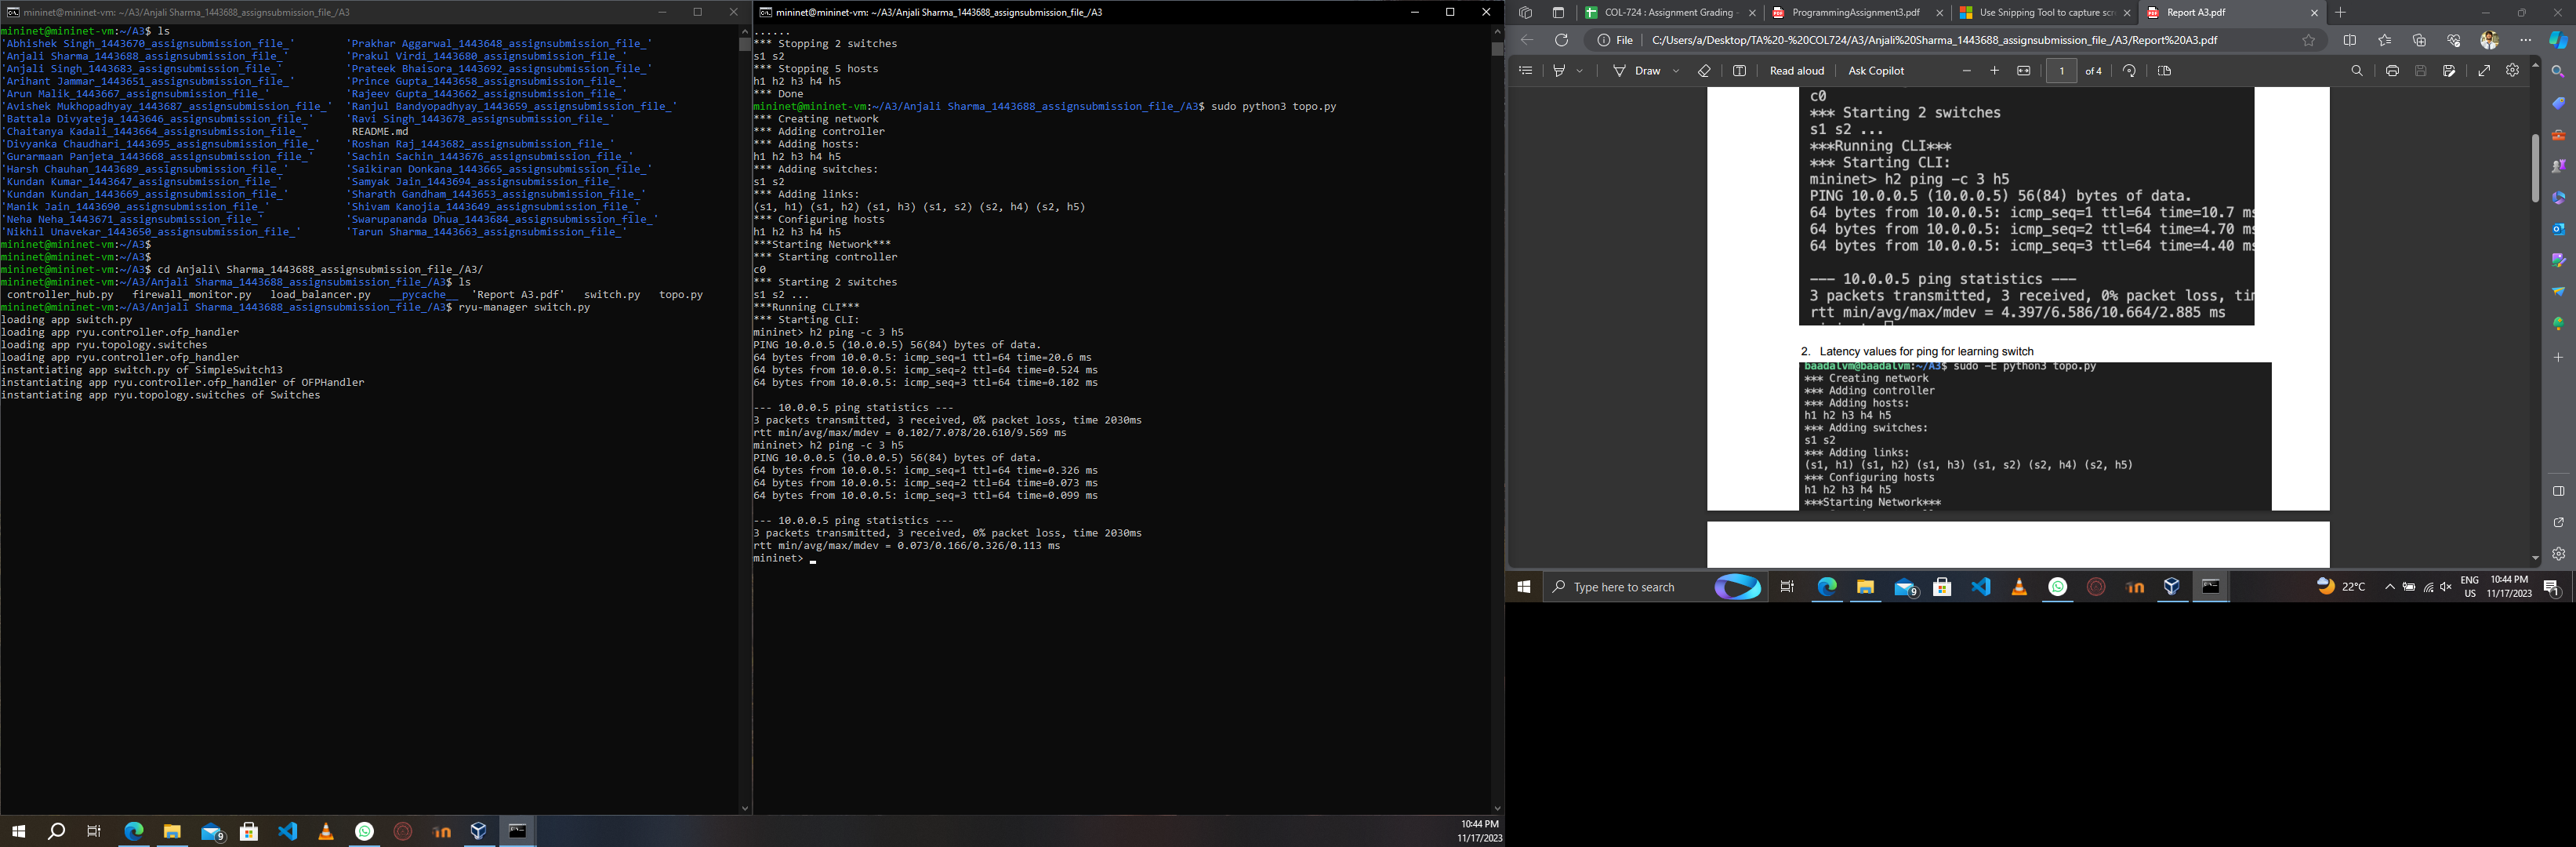 mininet@mininet-vm: ~/A3/Anjali Sharma_1443688_assignsubmission_file_/A3
mininet@mininet-vm:~/A3$ ls
'Abhishek Singh_1443670_assignsubmission_file_' 'Prakhar Aggarwal_1443648_assignsubmission_file_'
'Anjali Sharma_1443688_assignsubmission_file_' 'Prakul Virdi_1443680_assignsubmission_file_'
'Anjali Singh_1443683_assignsubmission_file_' 'Prateek Bhaisora_1443692_assignsubmission_file_'
'Arihant Jammar_1443651_assignsubmission_file_' 'Prince Gupta_1443658_assignsubmission_file_'
'Arun Malik_1443667_assignsubmission_file_' 'Rajeev Gupta_1443662_assignsubmission_file_'
'Avishek Mukhopadhyay_1443687_assignsubmission_file_' 'Ranjul Bandyopadhyay_1443659_assignsubmission_file_'
'Battala Divyateja_1443646_assignsubmission_file_' 'Ravi Singh_1443678_assignsubmission_file_'
'Chaitanya Kadali_1443664_assignsubmission_file_' README.md
'Divyanka Chaudhari_1443695_assignsubmission_file_' 'Roshan Raj_1443682_assignsubmission_file_'
'Gurarmaan Panjeta_1443668_assignsubmission_file_' 'Sachin Sachin_1443676_assignsubmission_file_'
'Harsh Chauhan_1443689_assignsubmission_file_' 'Saikiran Donkana_1443665_assignsubmission_file_'
'Kundan Kumar_1443647_assignsubmission_file_' 'Samyak Jain_1443694_assignsubmission_file_'
'Kundan Kundan_1443669_assignsubmission_file_' 'Sharath Gandham_1443653_assignsubmission_file_'
'Manik Jain_1443690_assignsubmission_file_' 'Shivam Kanojia_1443649_assignsubmission_file_'
'Neha Neha_1443671_assignsubmission_file_' 'Swarupananda Dhua_1443684_assignsubmission_file_'
'Nikhil Unavekar_1443650_assignsubmission_file_' 'Tarun Sharma_1443663_assignsubmission_file_'
mininet@mininet-vm:~/A3$
mininet@mininet-vm:~/A3$
mininet@mininet-vm:~/A3$ cd Anjali\ Sharma_1443688_assignsubmission_file_/A3/
mininet@mininet-vm:~/A3/Anjali Sharma_1443688_assignsubmission_file_/A3$ ls
controller_hub.py firewall_monitor.py load_balancer.py __pycache__ 'Report A3.pdf' switch.py topo.py
mininet@mininet-vm:~/A3/Anjali Sharma_1443688_assignsubmission_file_/A3$ ryu-manager switch.py
loading app switch.py
loading app ryu.controller.ofp_handler
loading app ryu.topology.switches
loading app ryu.controller.ofp_handler
instantiating app switch.py of SimpleSwitch13
instantiating app ryu.controller.ofp_handler of OFPHandler
instantiating app ryu.topology.switches of Switches
mininet@mininet-vm: ~/A3/Anjali Sharma_1443688_assignsubmission_file_/A3
......
*** Stopping 2 switches
s1 s2
*** Stopping 5 hosts
h1 h2 h3 h4 h5
*** Done
mininet@mininet-vm:~/A3/Anjali Sharma_1443688_assignsubmission_file_/A3$ sudo python3 topo.py
*** Creating network
*** Adding controller
*** Adding hosts:
h1 h2 h3 h4 h5
*** Adding switches:
s1 s2
*** Adding links:
(s1, h1) (s1, h2) (s1, h3) (s1, s2) (s2, h4) (s2, h5)
*** Configuring hosts
h1 h2 h3 h4 h5
***Starting Network***
*** Starting controller
c0
*** Starting 2 switches
s1 s2 ...
***Running CLI***
*** Starting CLI:
mininet> h2 ping -c 3 h5
PING 10.0.0.5 (10.0.0.5) 56(84) bytes of data.
64 bytes from 10.0.0.5: icmp_seq=1 ttl=64 time=20.6 ms
64 bytes from 10.0.0.5: icmp_seq=2 ttl=64 time=0.524 ms
64 bytes from 10.0.0.5: icmp_seq=3 ttl=64 time=0.102 ms
--- 10.0.0.5 ping statistics ---
3 packets transmitted, 3 received, 0% packet loss, time 2030ms
rtt min/avg/max/mdev = 0.102/7.078/20.610/9.569 ms
mininet> h2 ping -c 3 h5
PING 10.0.0.5 (10.0.0.5) 56(84) bytes of data.
64 bytes from 10.0.0.5: icmp_seq=1 ttl=64 time=0.326 ms
64 bytes from 10.0.0.5: icmp_seq=2 ttl=64 time=0.073 ms
64 bytes from 10.0.0.5: icmp_seq=3 ttl=64 time=0.099 ms
--- 10.0.0.5 ping statistics ---
3 packets transmitted, 3 received, 0% packet loss, time 2030ms
rtt min/avg/max/mdev = 0.073/0.166/0.326/0.113 ms
mininet>
10:44 PM
11/17/2023
COL-724 : Assignment Grading - ProgrammingAssignment3.pdf Use Snipping Tool to capture scr Report A3.pdf
File C:/Users/a/Desktop/TA%20-%20COL724/A3/Anjali%20Sharma_1443688_assignsubmission_file_/A3/Report%20A3.pdf
Draw Read aloud Ask Copilot 1 of 4
c0
*** Starting 2 switches
s1 s2 ...
***Running CLI***
*** Starting CLI:
mininet> h2 ping -c 3 h5
PING 10.0.0.5 (10.0.0.5) 56(84) bytes of data.
64 bytes from 10.0.0.5: icmp_seq=1 ttl=64 time=10.7 ms
64 bytes from 10.0.0.5: icmp_seq=2 ttl=64 time=4.70 ms
64 bytes from 10.0.0.5: icmp_seq=3 ttl=64 time=4.40 ms
--- 10.0.0.5 ping statistics ---
3 packets transmitted, 3 received, 0% packet loss, tim
rtt min/avg/max/mdev = 4.397/6.586/10.664/2.885 ms
2. Latency values for ping for learning switch
baadalvm@baadalvm:~/A3$ sudo -E python3 topo.py
*** Creating network
*** Adding controller
*** Adding hosts:
h1 h2 h3 h4 h5
*** Adding switches:
s1 s2
*** Adding links:
(s1, h1) (s1, h2) (s1, h3) (s1, s2) (s2, h4) (s2, h5)
*** Configuring hosts
h1 h2 h3 h4 h5
***Starting Network***
Type here to search 9 22°C ENG 10:44 PM
US 11/17/2023 1